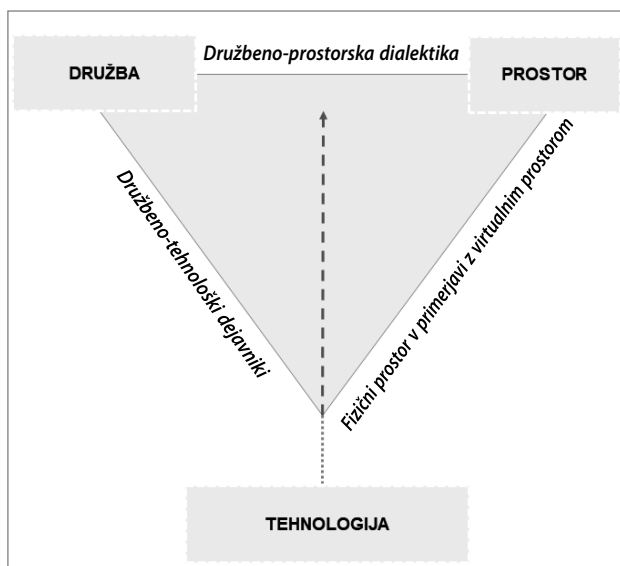 Družbeno-prostorska dialektika
DRUŽBA
PROSTOR
Družbeno-tehnološki dejavniki
Fizični prostor v primerjavi z virtualnim prostorom
TEHNOLOGIJA